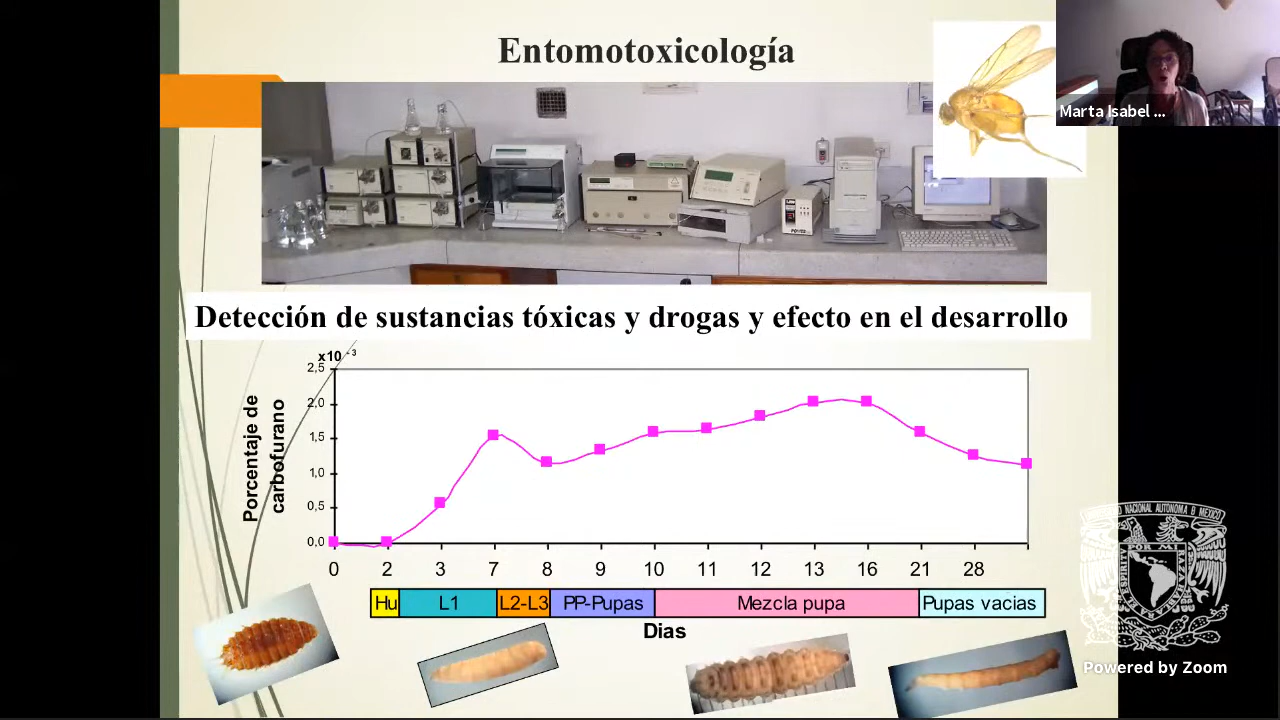 Entomotoxicología
Marta Isabel ...
Detección de sustancias tóxicas y drogas y efecto en el desarrollo
x10 -3
2,5
2,0
1,5
1,0
0,5
0,0
Porcentaje de
carbofurano
0 2 3 7 8 9 10 11 12 13 16 21 28
Hu L1 L2-L3 PP-Pupas Mezcla pupa Pupas vacias
Dias
POR MI
Powered by Zoom